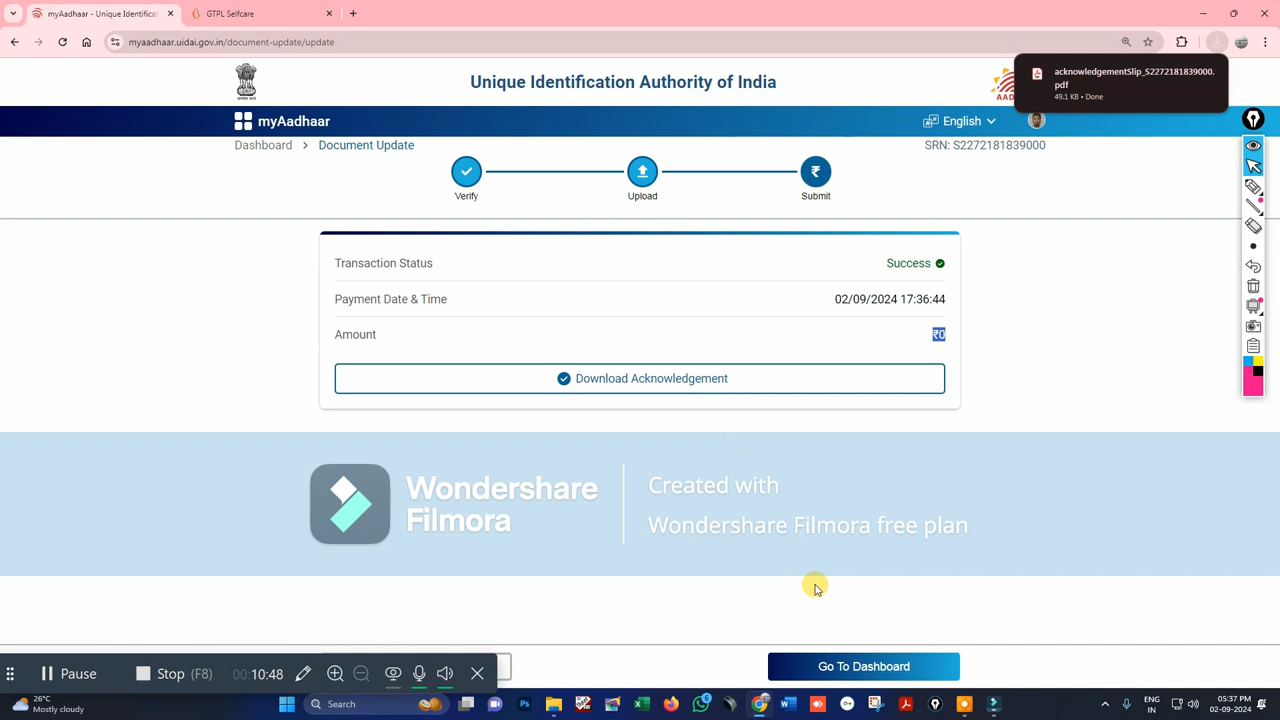 myAadhaar - Unique Identificat
GTPL Selfcare
myaadhaar.uidai.gov.in/document-update/update
Unique Identification Authority of India
AAD
acknowledgementSlip_S2272181839000.
pdf
49.1 KB • Done
myAadhaar
English
Dashboard > Document Update
SRN: S2272181839000
Verify
Upload
Submit
Transaction Status
Success
Payment Date & Time
02/09/2024 17:36:44
Amount
₹0
Download Acknowledgement
Wondershare
Filmora
Created with
Wondershare Filmora free plan
Go To Dashboard
Pause
Stop (F8)
00:10:48
26°C
Mostly cloudy
Search
ENG
IN
05:37 PM
02-09-2024